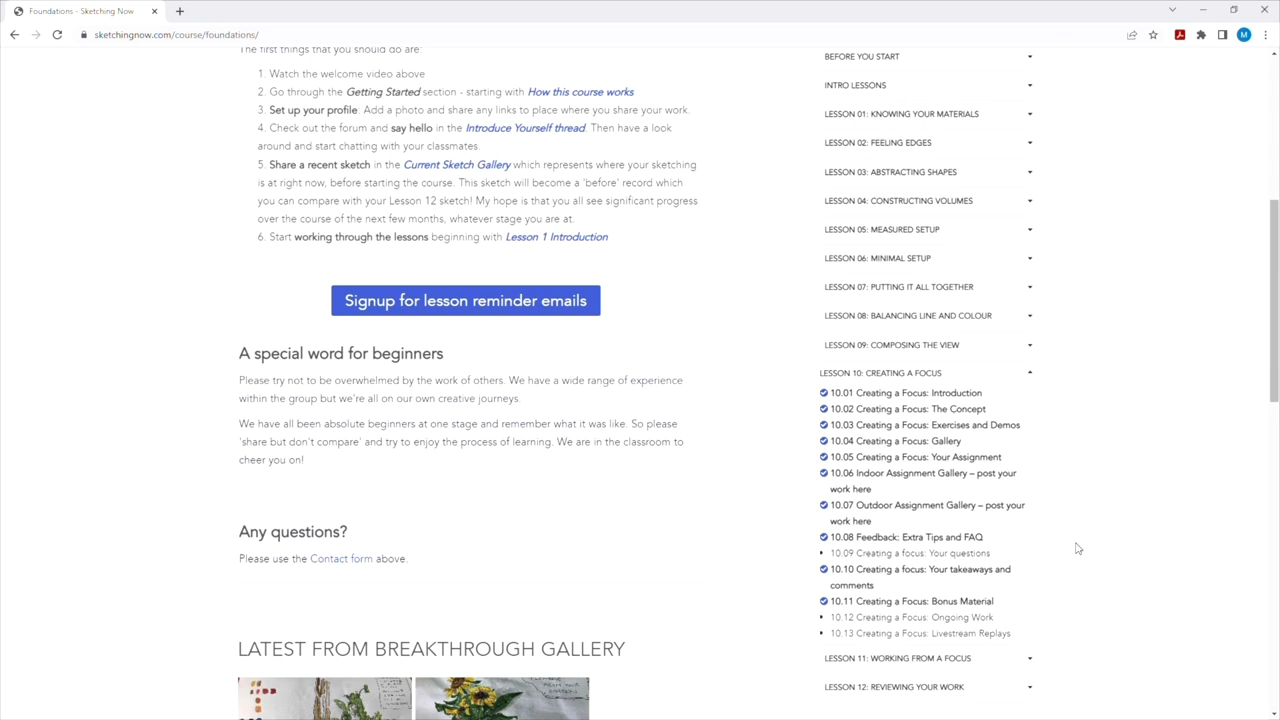 Foundations - Sketching Now
sketchingnow.com/course/foundations/
M
The first things that you should do are:
1. Watch the welcome video above
2. Go through the Getting Started section - starting with How this course works
3. Set up your profile: Add a photo and share any links to place where you share your work.
4. Check out the forum and say hello in the Introduce Yourself thread. Then have a look
around and start chatting with your classmates.
5. Share a recent sketch in the Current Sketch Gallery which represents where your sketching
is at right now, before starting the course. This sketch will become a 'before' record which
you can compare with your Lesson 12 sketch! My hope is that you all see significant progress
over the course of the next few months, whatever stage you are at.
6. Start working through the lessons beginning with Lesson 1 Introduction
Signup for lesson reminder emails
A special word for beginners
Please try not to be overwhelmed by the work of others. We have a wide range of experience
within the group but we're all on our own creative journeys.
We have all been absolute beginners at one stage and remember what it was like. So please
'share but don't compare' and try to enjoy the process of learning. We are in the classroom to
cheer you on!
Any questions?
Please use the Contact form above.
LATEST FROM BREAKTHROUGH GALLERY
BEFORE YOU START
INTRO LESSONS
LESSON 01: KNOWING YOUR MATERIALS
LESSON 02: FEELING EDGES
LESSON 03: ABSTRACTING SHAPES
LESSON 04: CONSTRUCTING VOLUMES
LESSON 05: MEASURED SETUP
LESSON 06: MINIMAL SETUP
LESSON 07: PUTTING IT ALL TOGETHER
LESSON 08: BALANCING LINE AND COLOUR
LESSON 09: COMPOSING THE VIEW
LESSON 10: CREATING A FOCUS
10.01 Creating a Focus: Introduction
10.02 Creating a Focus: The Concept
10.03 Creating a Focus: Exercises and Demos
10.04 Creating a Focus: Gallery
10.05 Creating a Focus: Your Assignment
10.06 Indoor Assignment Gallery – post your
work here
10.07 Outdoor Assignment Gallery – post your
work here
10.08 Feedback: Extra Tips and FAQ
10.09 Creating a focus: Your questions
10.10 Creating a focus: Your takeaways and
comments
10.11 Creating a Focus: Bonus Material
10.12 Creating a Focus: Ongoing Work
10.13 Creating a Focus: Livestream Replays
LESSON 11: WORKING FROM A FOCUS
LESSON 12: REVIEWING YOUR WORK